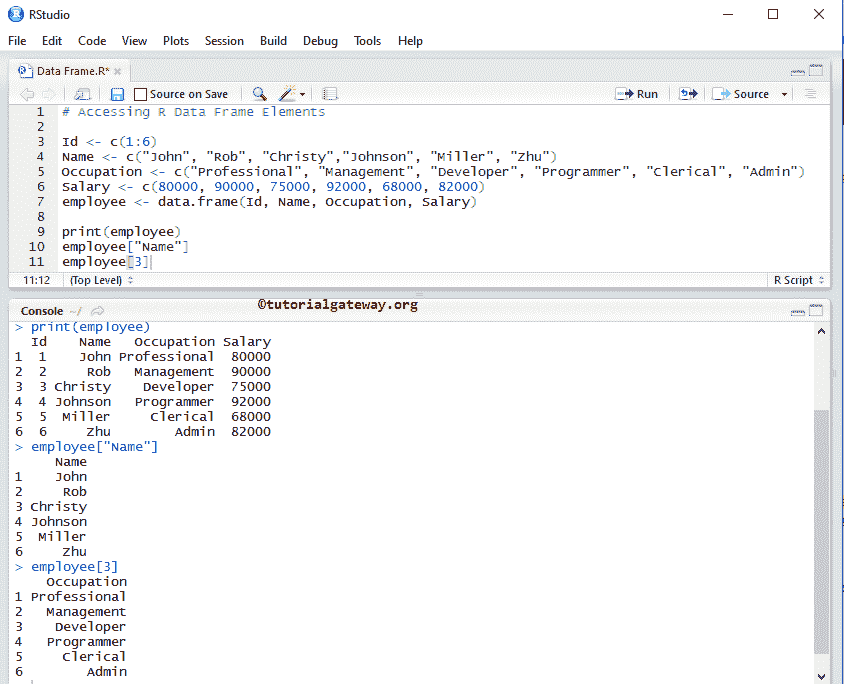 RStudio
File Edit Code View Plots Session Build Debug Tools Help
Data Frame.R*
Source on Save Run Source
1 # Accessing R Data Frame Elements
2
3 Id <- c(1:6)
4 Name <- c("John", "Rob", "Christy","Johnson", "Miller", "Zhu")
5 Occupation <- c("Professional", "Management", "Developer", "Programmer", "Clerical", "Admin")
6 Salary <- c(80000, 90000, 75000, 92000, 68000, 82000)
7 employee <- data.frame(Id, Name, Occupation, Salary)
8
9 print(employee)
10 employee["Name"]
11 employee[3]
11:12 (Top Level) R Script
©tutorialgateway.org
Console ~/
> print(employee)
  Id    Name   Occupation Salary
1  1    John Professional  80000
2  2     Rob   Management  90000
3  3 Christy    Developer  75000
4  4 Johnson   Programmer  92000
5  5  Miller     Clerical  68000
6  6     Zhu        Admin  82000
> employee["Name"]
     Name
1    John
2     Rob
3 Christy
4 Johnson
5  Miller
6     Zhu
> employee[3]
    Occupation
1 Professional
2   Management
3    Developer
4   Programmer
5     Clerical
6        Admin